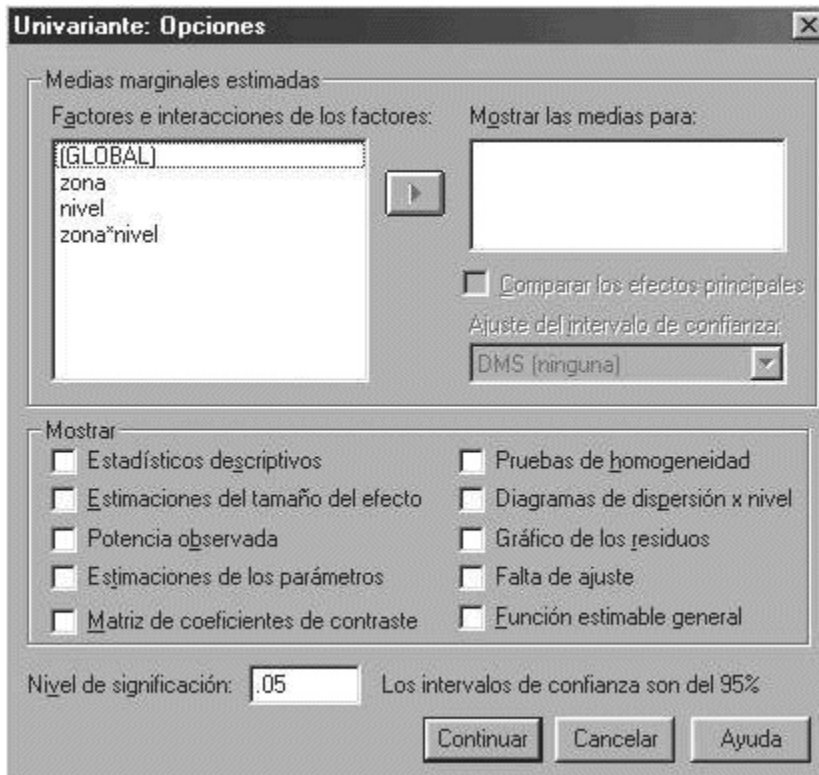 Univariante: Opciones
Medias marginales estimadas
Factores e interacciones de los factores:
(GLOBAL)
zona
nivel
zona*nivel
Mostrar las medias para:
Comparar los efectos principales
Ajuste del intervalo de confianza:
DMS (ninguna)
Mostrar
Estadísticos descriptivos
Estimaciones del tamaño del efecto
Potencia observada
Estimaciones de los parámetros
Matriz de coeficientes de contraste
Pruebas de homogeneidad
Diagramas de dispersión x nivel
Gráfico de los residuos
Falta de ajuste
Función estimable general
Nivel de significación: .05 Los intervalos de confianza son del 95%
Continuar Cancelar Ayuda